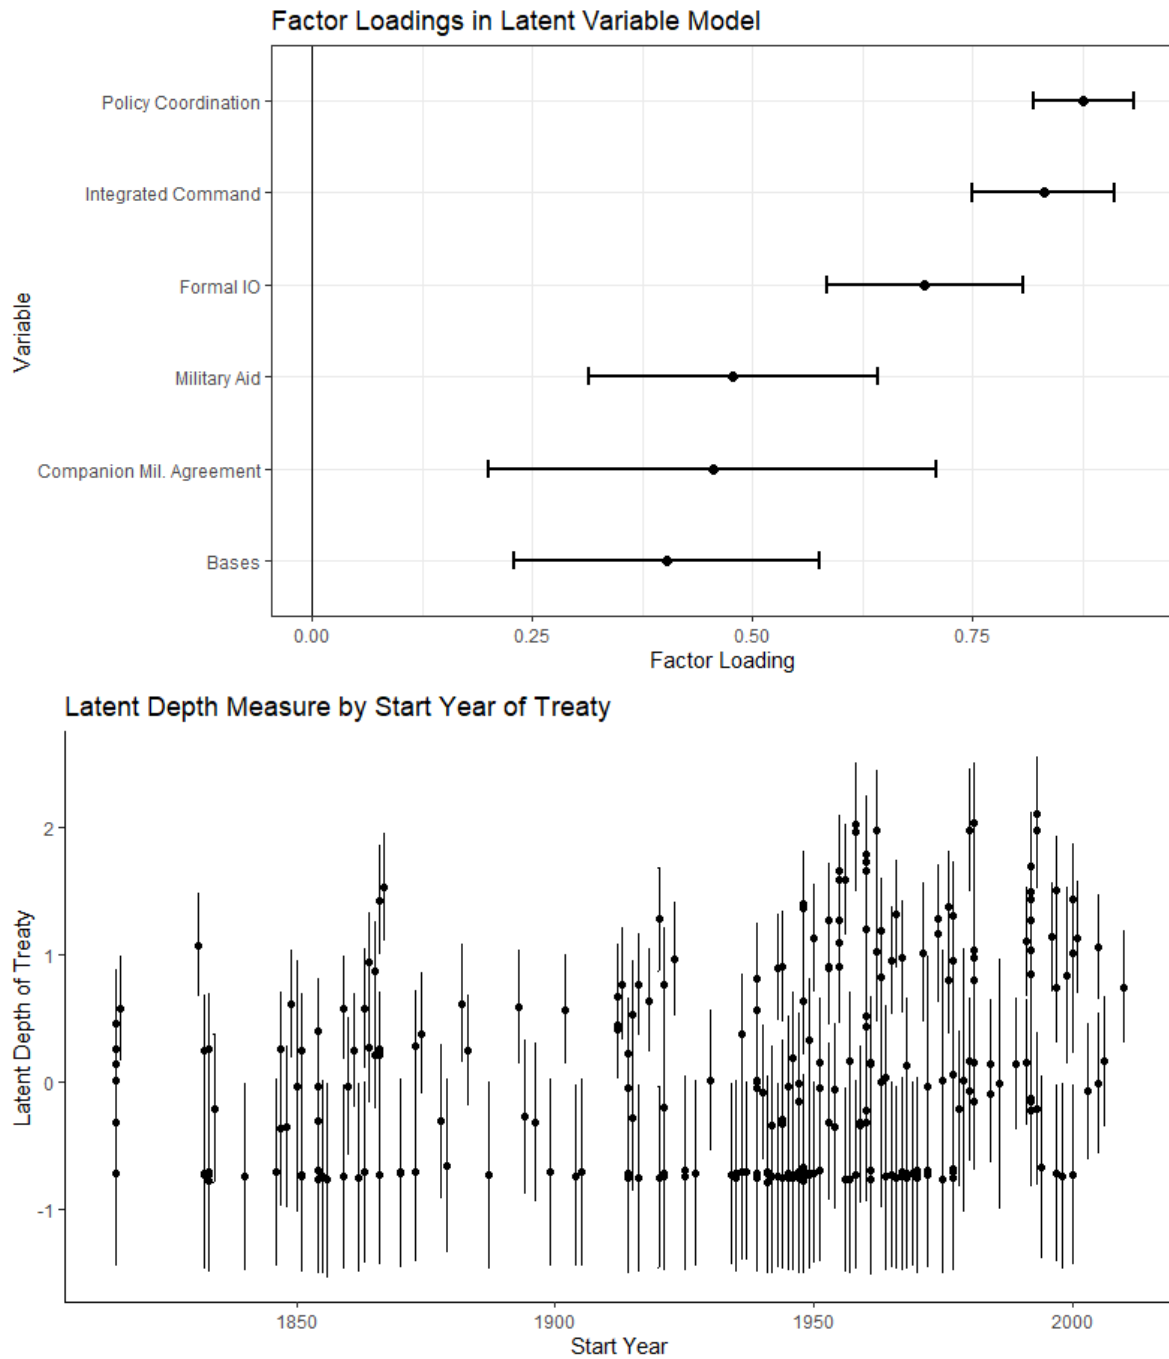 Factor Loadings in Latent Variable Model
Variable
Policy Coordination
Integrated Command
Formal IO
Military Aid
Companion Mil. Agreement
Bases
0.00 0.25 0.50 0.75
Factor Loading
Latent Depth Measure by Start Year of Treaty
Latent Depth of Treaty
2
1
0
-1
1850 1900 1950 2000
Start Year